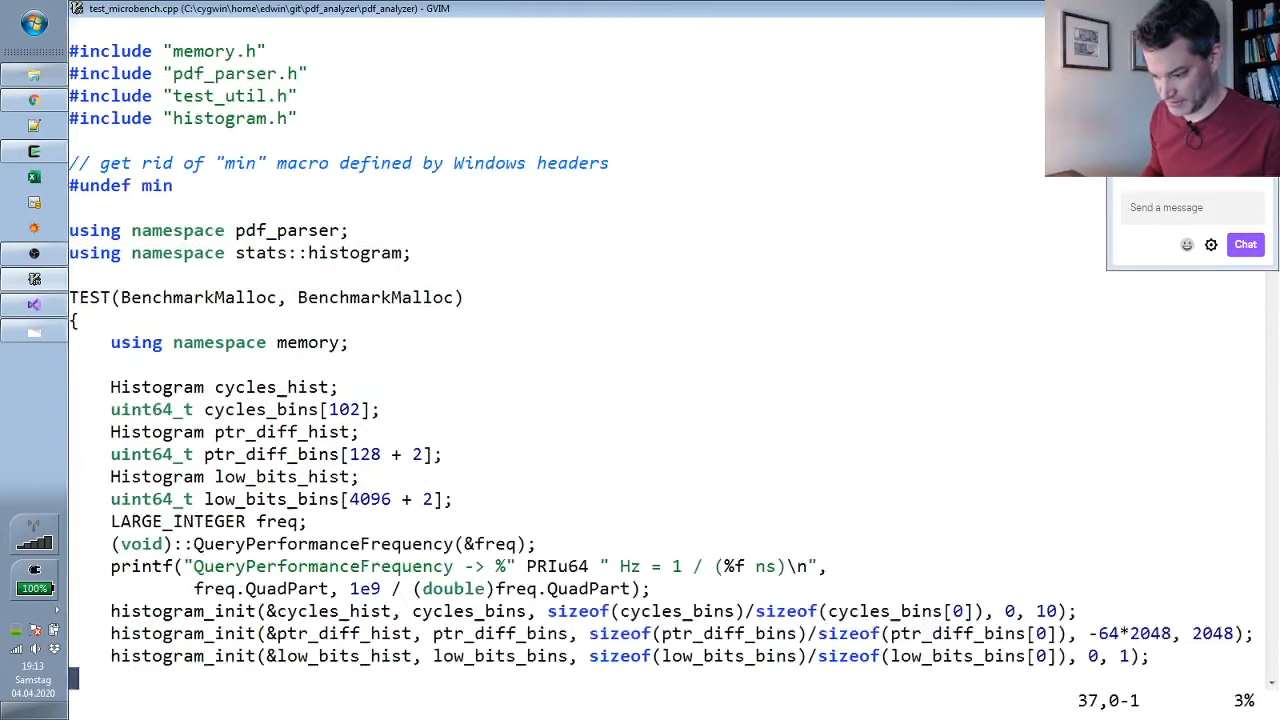 test_microbench.cpp (C:\cygwin\home\edwin\git\pdf_analyzer\pdf_analyzer) - GVIM
#include "memory.h"
#include "pdf_parser.h"
#include "test_util.h"
#include "histogram.h"
// get rid of "min" macro defined by Windows headers
#undef min
using namespace pdf_parser;
using namespace stats::histogram;
TEST(BenchmarkMalloc, BenchmarkMalloc)
{
using namespace memory;
Histogram cycles_hist;
uint64_t cycles_bins[102];
Histogram ptr_diff_hist;
uint64_t ptr_diff_bins[128 + 2];
Histogram low_bits_hist;
uint64_t low_bits_bins[4096 + 2];
LARGE_INTEGER freq;
(void)::QueryPerformanceFrequency(&freq);
printf("QueryPerformanceFrequency -> %" PRIu64 " Hz = 1 / (%f ns)\n",
freq.QuadPart, 1e9 / (double)freq.QuadPart);
histogram_init(&cycles_hist, cycles_bins, sizeof(cycles_bins)/sizeof(cycles_bins[0]), 0, 10);
histogram_init(&ptr_diff_hist, ptr_diff_bins, sizeof(ptr_diff_bins)/sizeof(ptr_diff_bins[0]), -64*2048, 2048);
histogram_init(&low_bits_hist, low_bits_bins, sizeof(low_bits_bins)/sizeof(low_bits_bins[0]), 0, 1);
37,0-1 3%
Send a message
Chat
100%
19:13
Samstag
04.04.2020